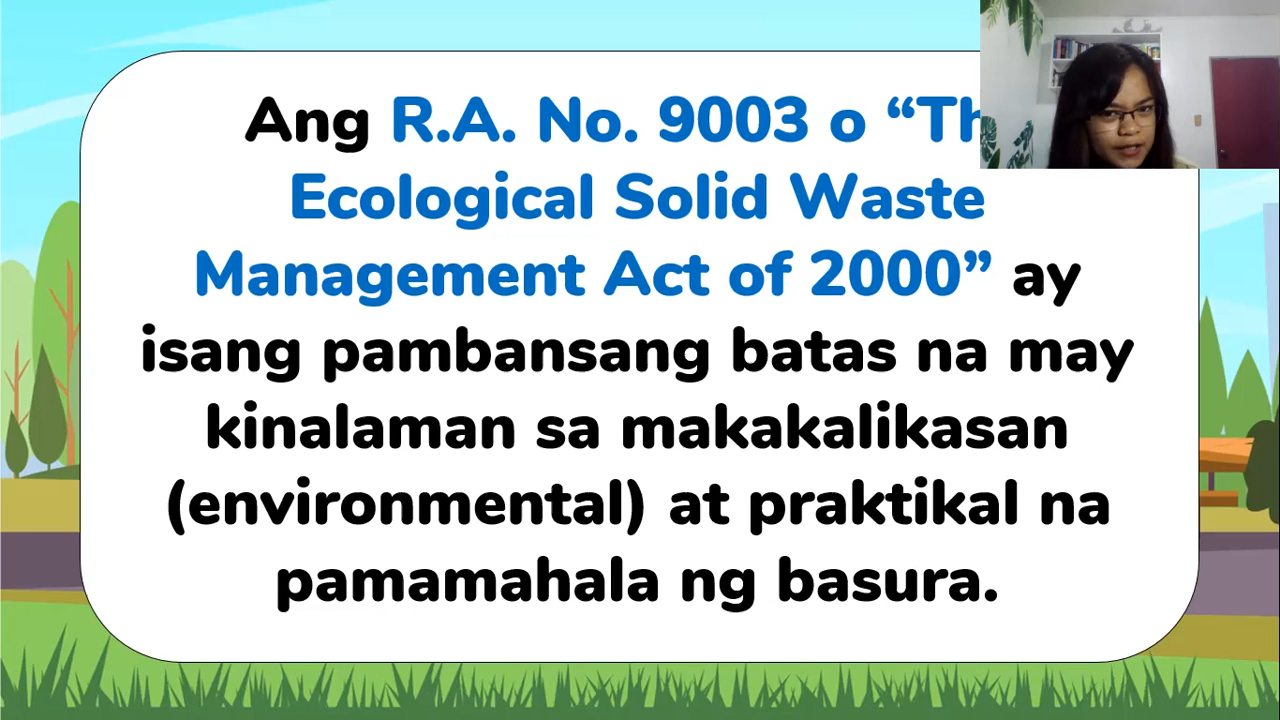 Ang R.A. No. 9003 o “Th
Ecological Solid Waste
Management Act of 2000” ay
isang pambansang batas na may
kinalaman sa makakalikasan
(environmental) at praktikal na
pamamahala ng basura.